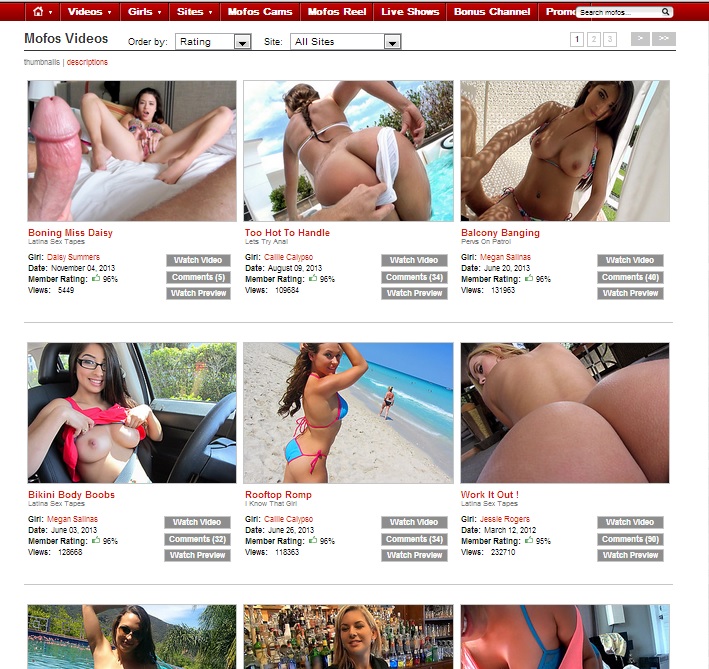 Videos Girls Sites Mofos Cams Mofos Reel Live Shows Bonus Channel Prom Search mofos...
Mofos Videos Order by: Rating Site: All Sites 1 2 3 > >>
thumbnails | descriptions
Boning Miss Daisy
Latina Sex Tapes
Girl: Daisy Summers
Date: November 04, 2013
Member Rating: 96%
Views: 5449
Watch Video
Comments (5)
Watch Preview
Too Hot To Handle
Lets Try Anal
Girl: Callie Calypso
Date: August 09, 2013
Member Rating: 96%
Views: 109684
Watch Video
Comments (34)
Watch Preview
Balcony Banging
Pervs On Patrol
Girl: Megan Salinas
Date: June 20, 2013
Member Rating: 96%
Views: 131963
Watch Video
Comments (40)
Watch Preview
Bikini Body Boobs
Latina Sex Tapes
Girl: Megan Salinas
Date: June 03, 2013
Member Rating: 96%
Views: 128668
Watch Video
Comments (32)
Watch Preview
Rooftop Romp
I Know That Girl
Girl: Callie Calypso
Date: June 26, 2013
Member Rating: 96%
Views: 118363
Watch Video
Comments (34)
Watch Preview
Work It Out !
Latina Sex Tapes
Girl: Jessie Rogers
Date: March 12, 2012
Member Rating: 95%
Views: 232710
Watch Video
Comments (90)
Watch Preview